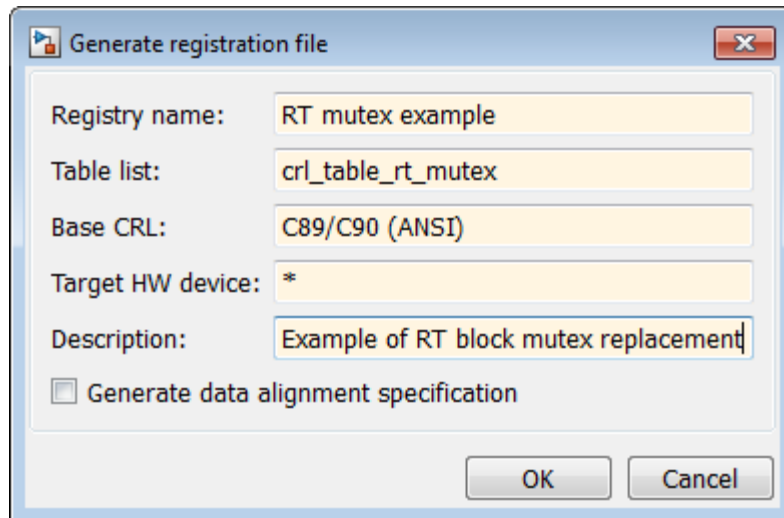 Generate registration file
Registry name: RT mutex example
Table list: crl_table_rt_mutex
Base CRL: C89/C90 (ANSI)
Target HW device: *
Description: Example of RT block mutex replacement
Generate data alignment specification
OK Cancel